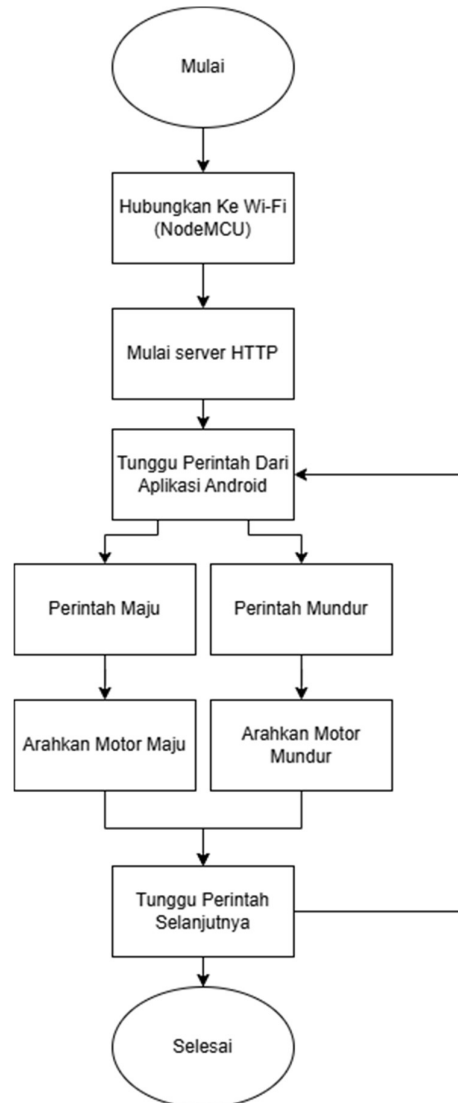 Mulai
Hubungkan Ke Wi-Fi
(NodeMCU)
Mulai server HTTP
Tunggu Perintah Dari
Aplikasi Android
Perintah Maju
Perintah Mundur
Arahkan Motor Maju
Arahkan Motor
Mundur
Tunggu Perintah
Selanjutnya
Selesai